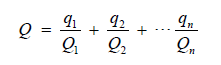 Q = q₁/Q₁ + q₂/Q₂ + ⋯ qₙ/Qₙ